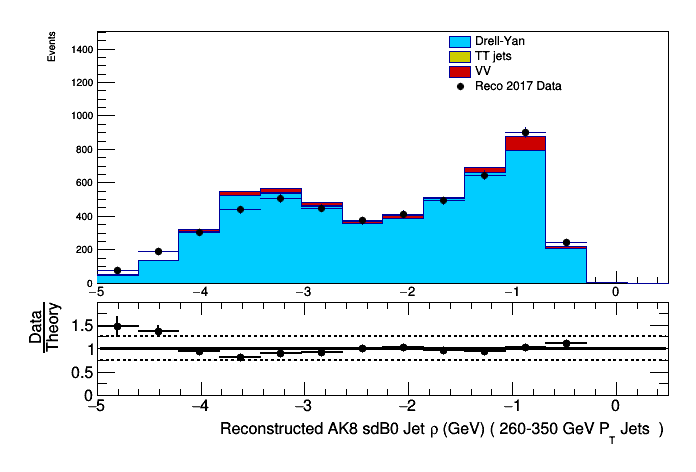 Events
1400
1200
1000
800
600
400
200
0
Drell-Yan
TT jets
VV
Reco 2017 Data
−5 −4 −3 −2 −1 0
Data
Theory
1.5
1
0.5
0
−5 −4 −3 −2 −1 0
Reconstructed AK8 sdB0 Jet ρ (GeV) ( 260-350 GeV P_T Jets )